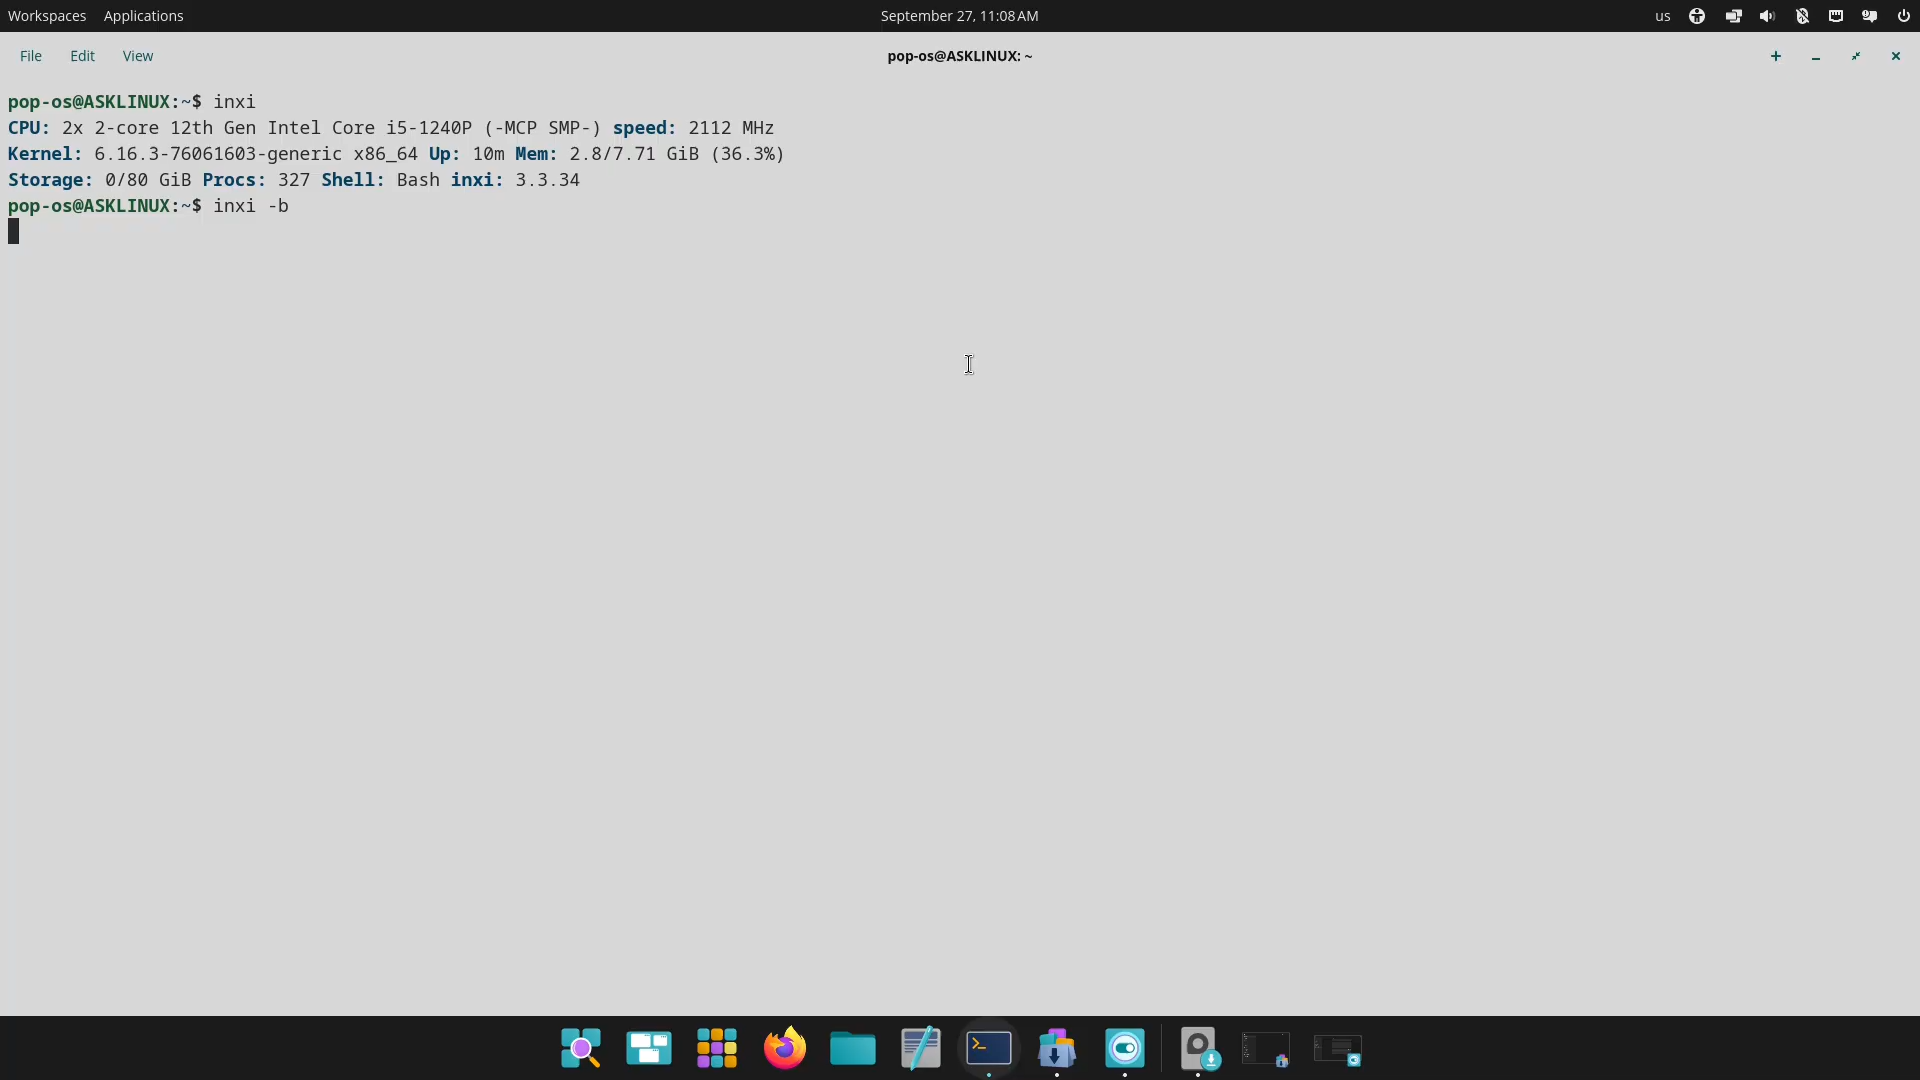 Workspaces Applications September 27, 11:08 AM us
File Edit View pop-os@ASKLINUX: ~
pop-os@ASKLINUX:~$ inxi
CPU: 2x 2-core 12th Gen Intel Core i5-1240P (-MCP SMP-) speed: 2112 MHz
Kernel: 6.16.3-76061603-generic x86_64 Up: 10m Mem: 2.8/7.71 GiB (36.3%)
Storage: 0/80 GiB Procs: 327 Shell: Bash inxi: 3.3.34
pop-os@ASKLINUX:~$ inxi -b